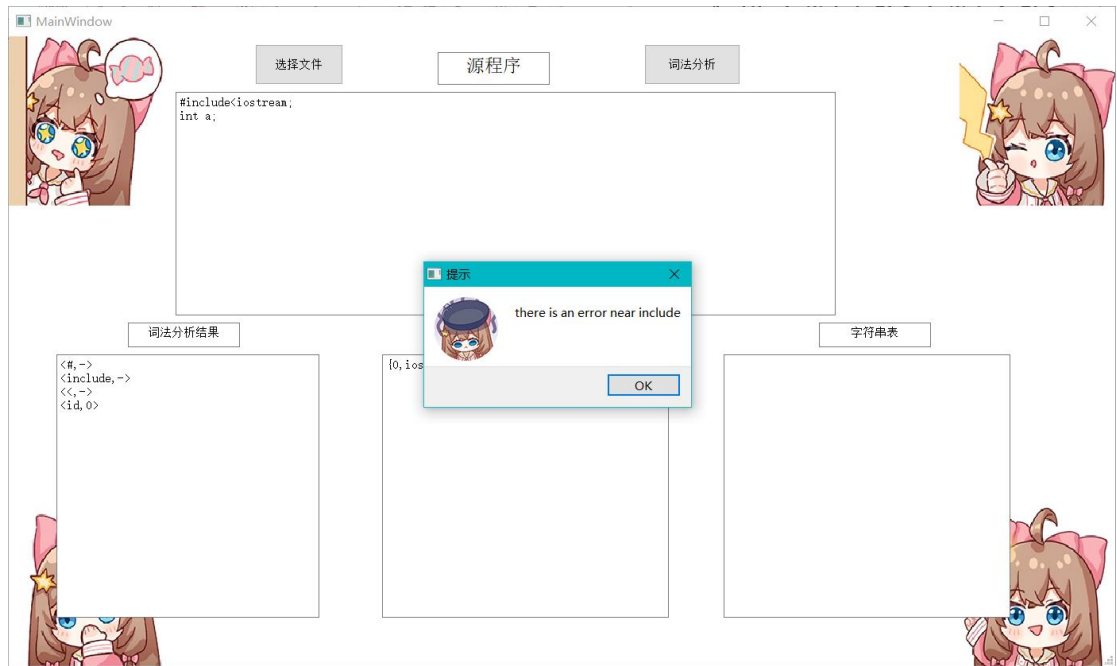 MainWindow
选择文件
源程序
词法分析
#include<iostream;
int a;
提示
there is an error near include
OK
词法分析结果
字符串表
<#,->
<include,->
<<,->
<id,0>
{0,ios